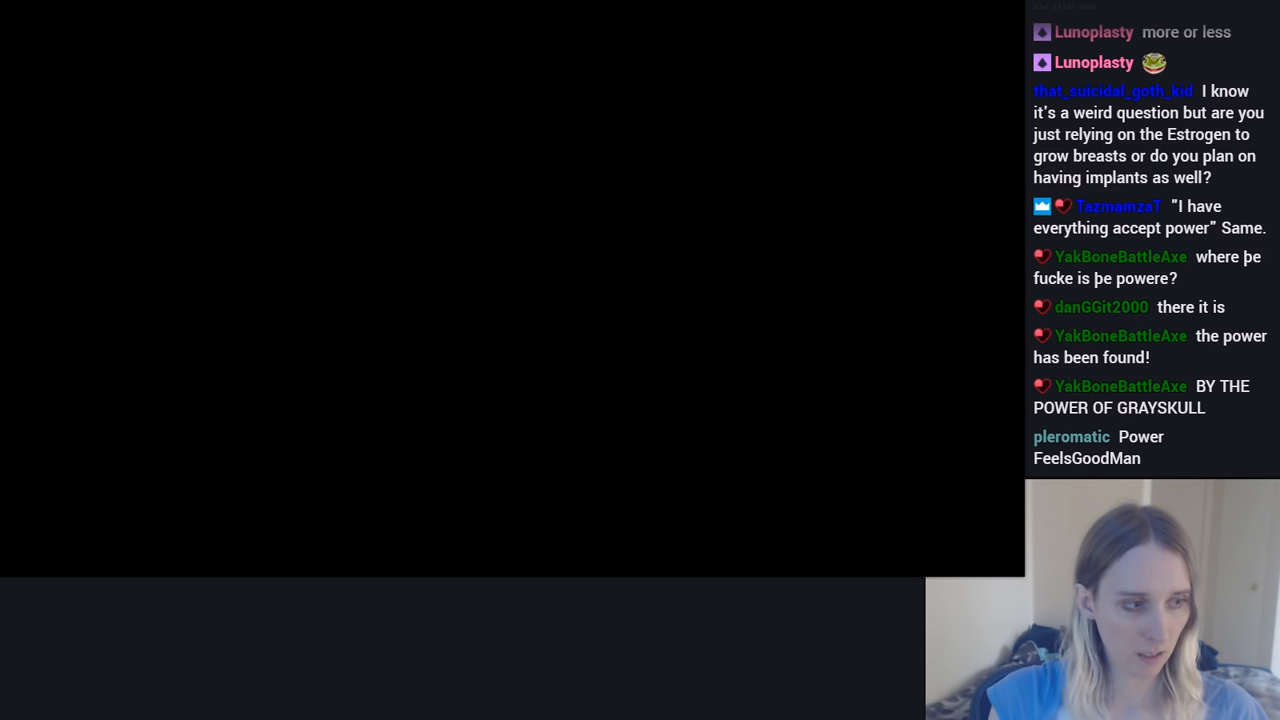 Lunoplasty more or less
Lunoplasty
that_suicidal_goth_kid I know
it's a weird question but are you
just relying on the Estrogen to
grow breasts or do you plan on
having implants as well?
TazmamzaT "I have
everything accept power" Same.
YakBoneBattleAxe where þe
fucke is þe powere?
danGGit2000 there it is
YakBoneBattleAxe the power
has been found!
YakBoneBattleAxe BY THE
POWER OF GRAYSKULL
pleromatic Power
FeelsGoodMan